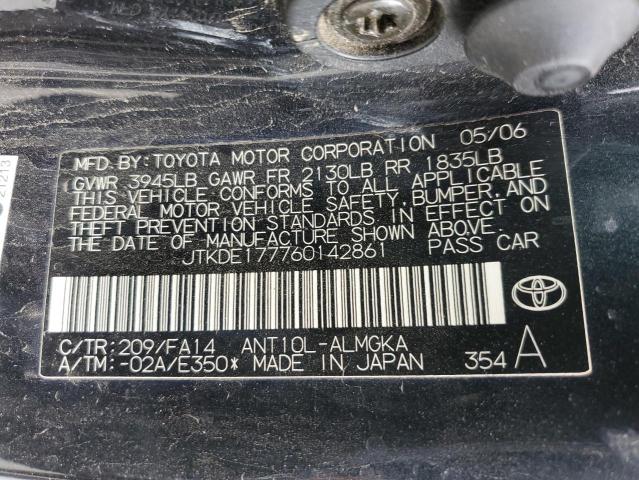 MFD.BY:TOYOTA MOTOR CORPORATION 05/06
GVWR 3945LB GAWR FR 2130LB RR 1835LB
THIS VEHICLE CONFORMS TO ALL APPLICABLE
FEDERAL MOTOR VEHICLE SAFETY,BUMPER,AND
THEFT PREVENTION STANDARDS IN EFFECT ON
THE DATE OF MANUFACTURE SHOWN ABOVE.
JTKDE177760142861 PASS CAR
C/TR:209/FA14 ANT10L-ALMGKA
A/TM:-02A/E350* MADE IN JAPAN 354 A
21213